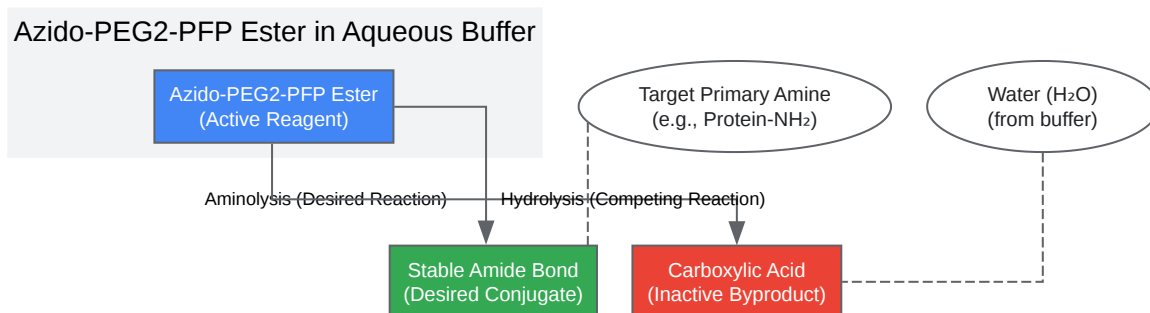 Azido-PEG2-PFP Ester in Aqueous Buffer
Azido-PEG2-PFP Ester
(Active Reagent)
Target Primary Amine
(e.g., Protein-NH₂)
Water (H₂O)
(from buffer)
Aminolysis (Desired Reaction)
Hydrolysis (Competing Reaction)
Stable Amide Bond
(Desired Conjugate)
Carboxylic Acid
(Inactive Byproduct)